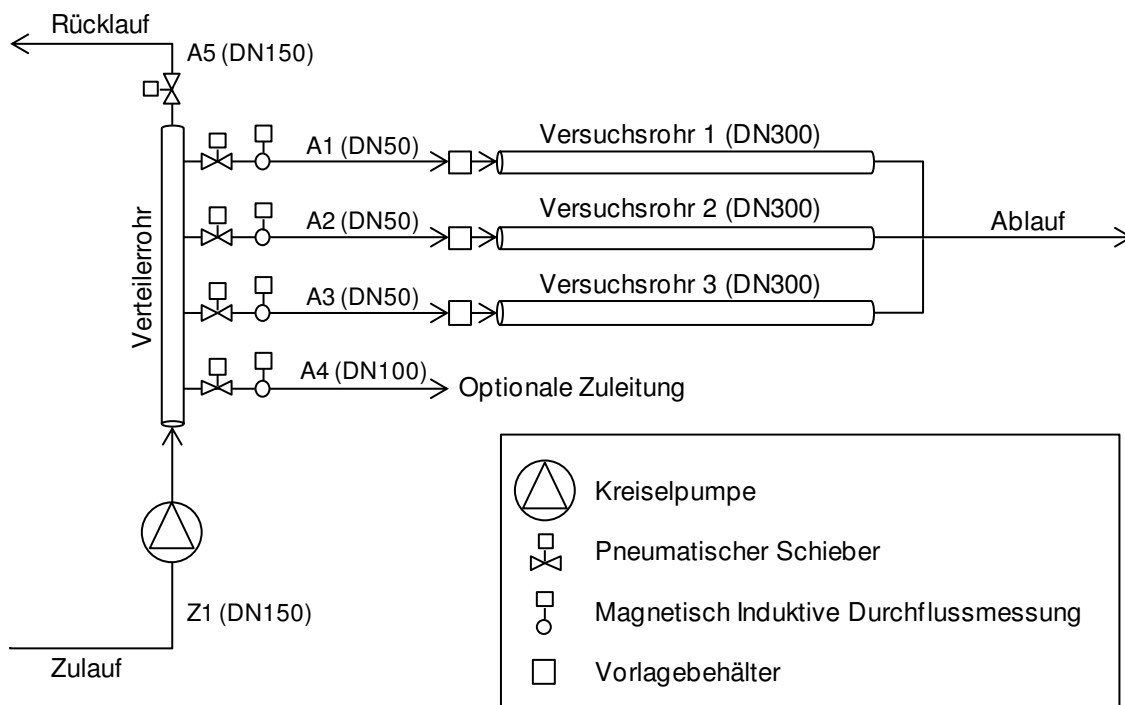 Rücklauf
A5 (DN150)
A1 (DN50)
Versuchsrohr 1 (DN300)
A2 (DN50)
Versuchsrohr 2 (DN300)
Ablauf
Verteilerrohr
A3 (DN50)
Versuchsrohr 3 (DN300)
A4 (DN100)
Optionale Zuleitung
Kreiselpumpe
Pneumatischer Schieber
Z1 (DN150)
Magnetisch Induktive Durchflussmessung
Zulauf
Vorlagebehälter